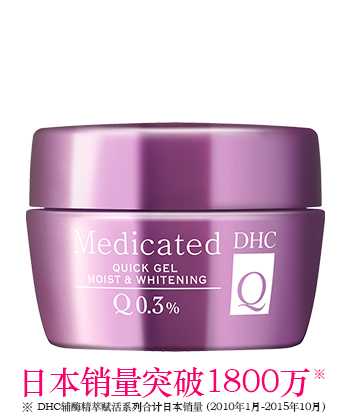 Medicated DHC
QUICK GEL
MOIST & WHITENING
Q
Q 0.3%
日本销量突破1800万※
※ DHC辅酶精萃赋活系列合计日本销量 (2010年1月-2015年10月)